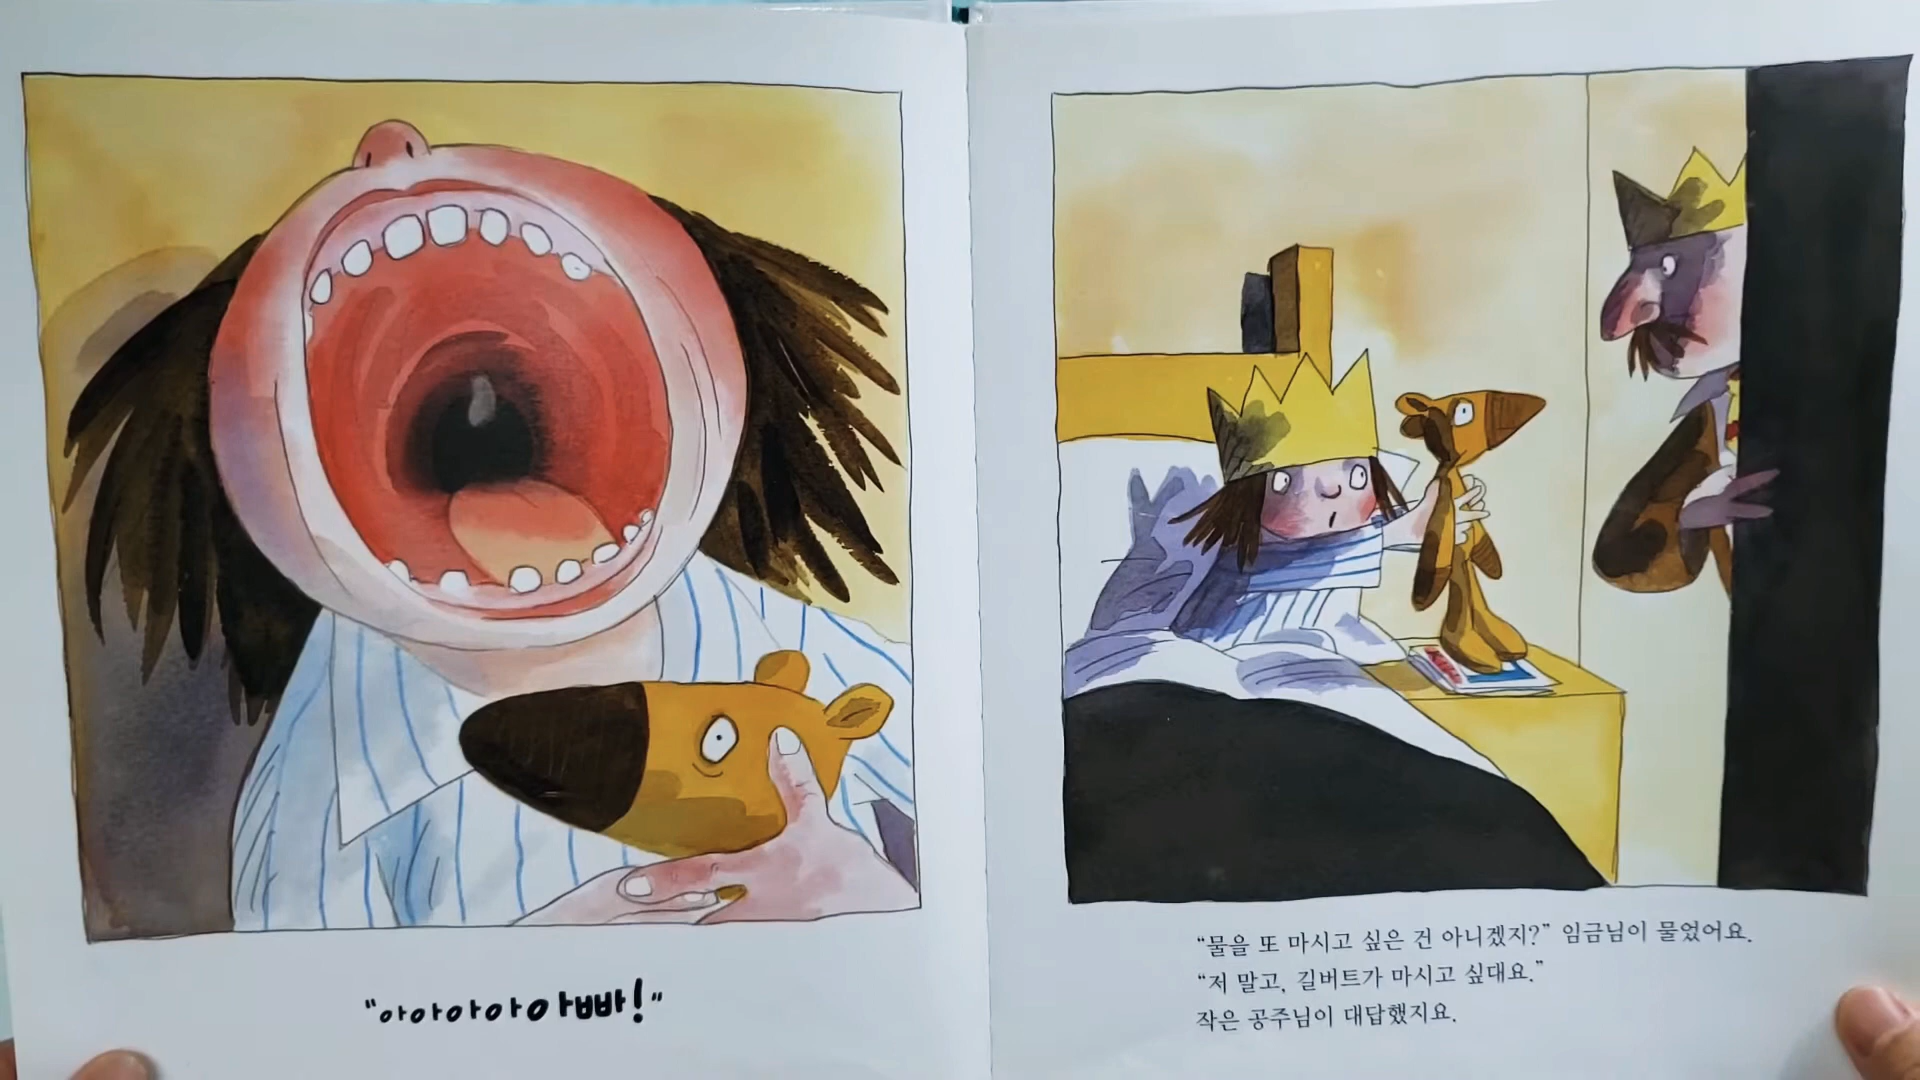 "아아아아아빠!"
"물을 또 마시고 싶은 건 아니겠지?" 임금님이 물었어요.
"저 말고, 길버트가 마시고 싶대요."
작은 공주님이 대답했지요.